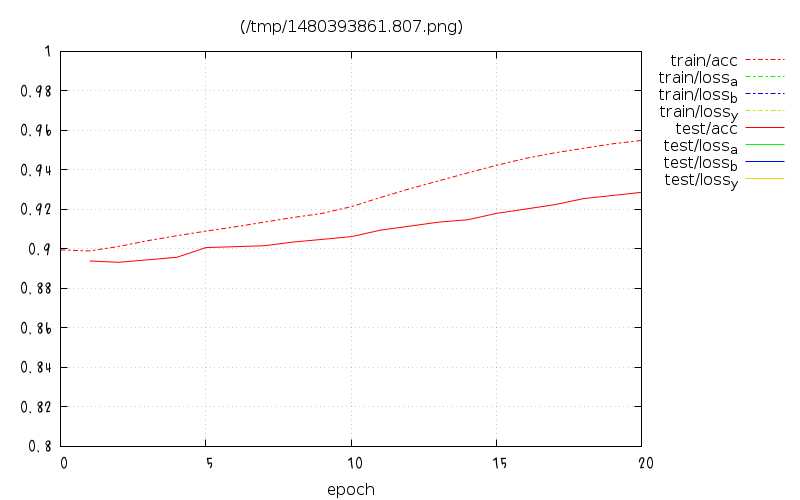 (/tmp/1480393861.807.png)
1
0.98
0.96
0.94
0.92
0.9
0.88
0.86
0.84
0.82
0.8
0 5 10 15 20
epoch
train/acc
train/loss_a
train/loss_b
train/loss_y
test/acc
test/loss_a
test/loss_b
test/loss_y